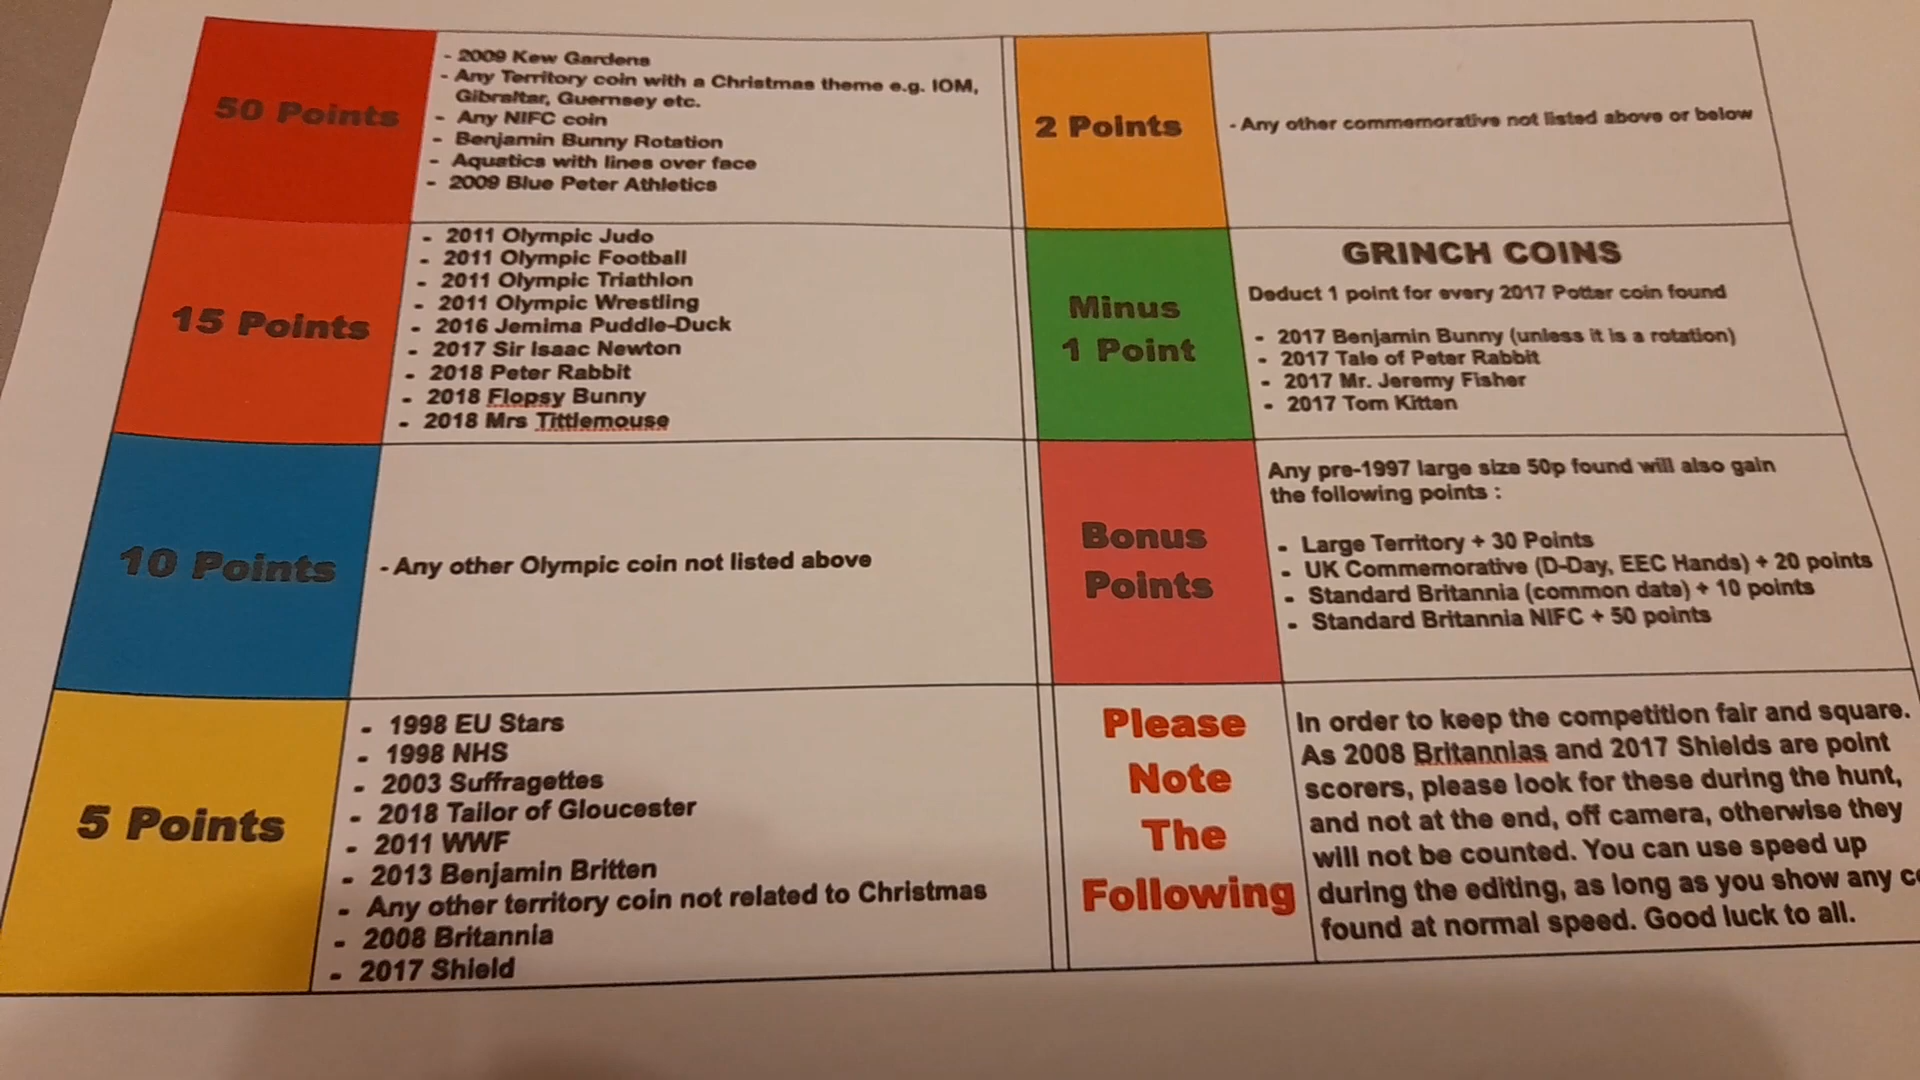 50 Points
- 2009 Kew Gardens
- Any Territory coin with a Christmas theme e.g. IOM,
Gibraltar, Guernsey etc.
- Any NIFC coin
- Benjamin Bunny Rotation
- Aquatics with lines over face
- 2009 Blue Peter Athletics
15 Points
- 2011 Olympic Judo
- 2011 Olympic Football
- 2011 Olympic Triathlon
- 2011 Olympic Wrestling
- 2016 Jemima Puddle-Duck
- 2017 Sir Isaac Newton
- 2018 Peter Rabbit
- 2018 Flopsy Bunny
- 2018 Mrs Tittlemouse
10 Points
- Any other Olympic coin not listed above
5 Points
- 1998 EU Stars
- 1998 NHS
- 2003 Suffragettes
- 2018 Tailor of Gloucester
- 2011 WWF
- 2013 Benjamin Britten
- Any other territory coin not related to Christmas
- 2008 Britannia
- 2017 Shield
2 Points
- Any other commemorative not listed above or below
Minus
1 Point
GRINCH COINS
Deduct 1 point for every 2017 Potter coin found
- 2017 Benjamin Bunny (unless it is a rotation)
- 2017 Tale of Peter Rabbit
- 2017 Mr. Jeremy Fisher
- 2017 Tom Kitten
Bonus
Points
Any pre-1997 large size 50p found will also gain
the following points :
- Large Territory + 30 Points
- UK Commemorative (D-Day, EEC Hands) + 20 points
- Standard Britannia (common date) + 10 points
- Standard Britannia NIFC + 50 points
Please
Note
The
Following
In order to keep the competition fair and square.
As 2008 Britannias and 2017 Shields are point
scorers, please look for these during the hunt,
and not at the end, off camera, otherwise they
will not be counted. You can use speed up
during the editing, as long as you show any
found at normal speed. Good luck to all.